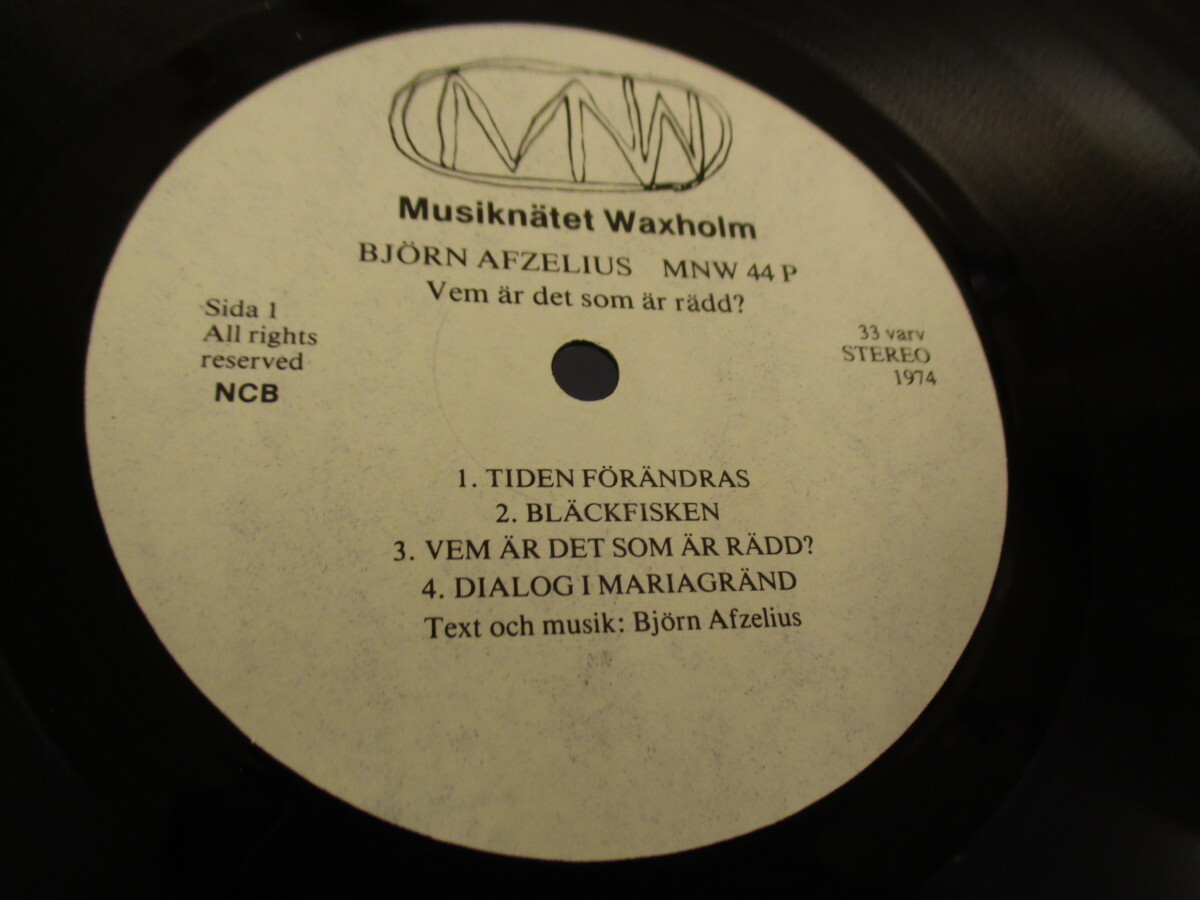 MNW
Musiknätet Waxholm
BJÖRN AFZELIUS MNW 44 P
Vem är det som är rädd?
Sida 1
All rights
reserved
NCB
33 varv
STEREO
1974
1. TIDEN FÖRÄNDRAS
2. BLÄCKFISKEN
3. VEM ÄR DET SOM ÄR RÄDD?
4. DIALOG I MARIAGRÄND
Text och musik: Björn Afzelius